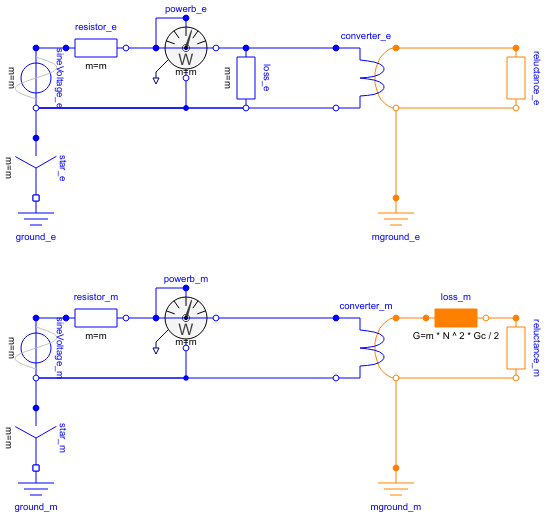 powerb_e
resistor_e
converter_e
sineVoltage_e
m=m
m=m
W
m=m
m=m
loss_e
reluctance_e
star_e
m=m
ground_e
mground_e
powerb_m
resistor_m
converter_m
loss_m
sineVoltage_m
m=m
m=m
W
m=m
G=m * N ^ 2 * Gc / 2
reluctance_m
star_m
m=m
ground_m
mground_m